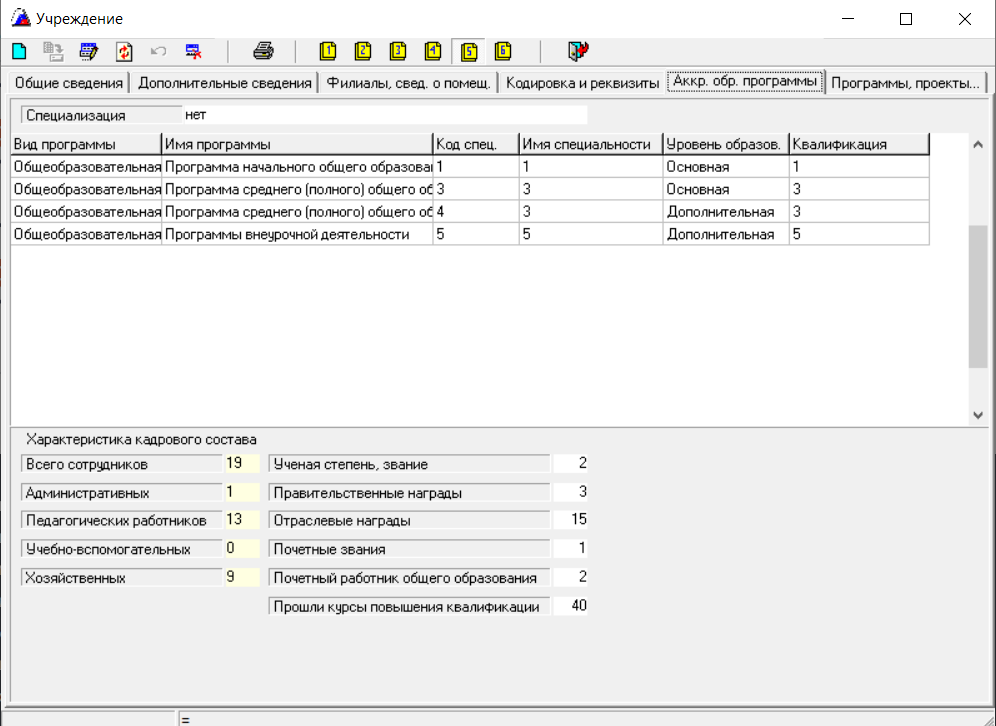 Учреждение
1 2 3 4 5 6
Общие сведения Дополнительные сведения Филиалы, свед. о помещ. Кодировка и реквизиты Аккр. обр. программы Программы, проекты...
Специализация нет
Вид программы Имя программы Код спец. Имя специальности Уровень образов. Квалификация
Общеобразовательная Программа начального общего образова 1 1 Основная 1
Общеобразовательная Программа среднего (полного) общего об 3 3 Основная 3
Общеобразовательная Программа среднего (полного) общего об 4 3 Дополнительная 3
Общеобразовательная Программы внеурочной деятельности 5 5 Дополнительная 5
Характеристика кадрового состава
Всего сотрудников 19 Ученая степень, звание 2
Административных 1 Правительственные награды 3
Педагогических работников 13 Отраслевые награды 15
Учебно-вспомогательных 0 Почетные звания 1
Хозяйственных 9 Почетный работник общего образования 2
Прошли курсы повышения квалификации 40
=